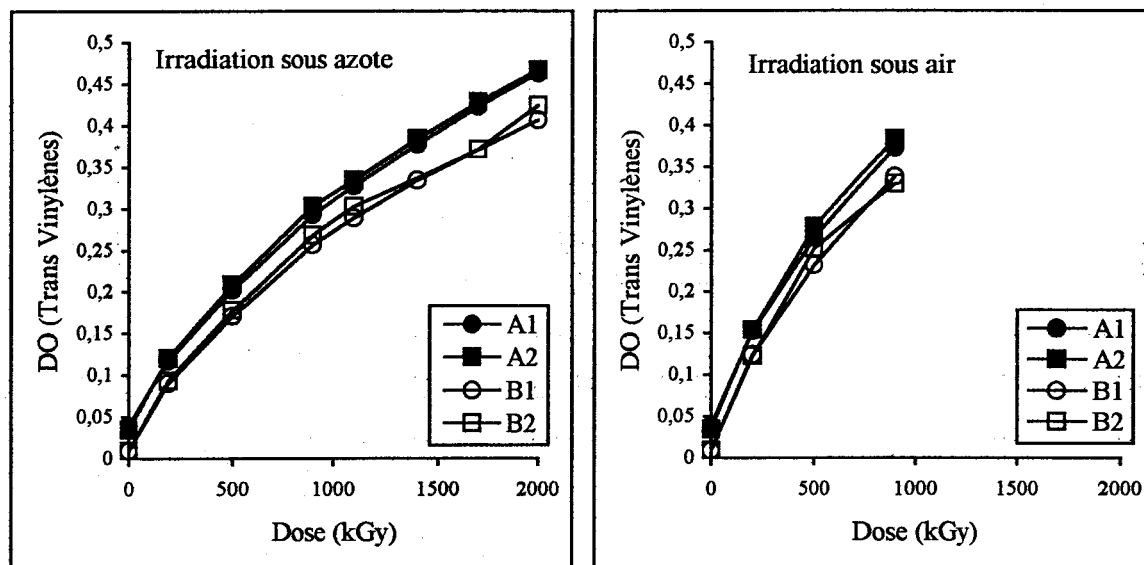 Irradiation sous azote
DO (Trans Vinylènes)
0,5
0,45
0,4
0,35
0,3
0,25
0,2
0,15
0,1
0,05
0
0 500 1000 1500 2000
Dose (kGy)
A1
A2
B1
B2
Irradiation sous air
DO (Trans Vinylènes)
0,5
0,45
0,4
0,35
0,3
0,25
0,2
0,15
0,1
0,05
0
0 500 1000 1500 2000
Dose (kGy)
A1
A2
B1
B2